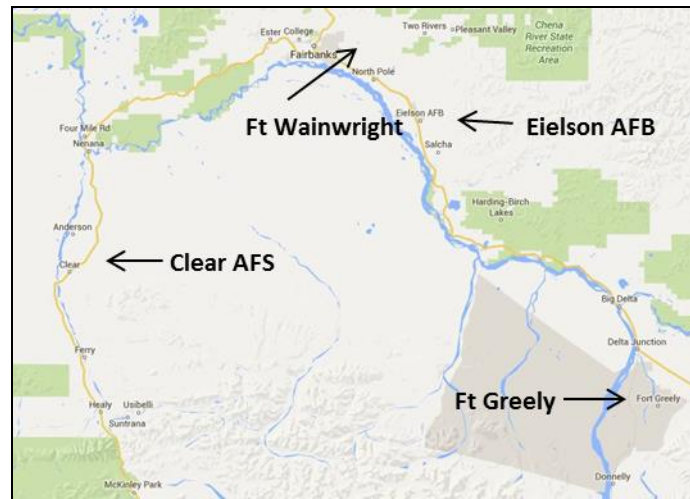 Two Rivers
Pleasant Valley
Chena
River State
Recreation
Area
Ester
College
Fairbanks
North Pole
Ft Wainwright
Eielson AFB
Eielson AFB
Salcha
Four Mile Rd
Nenana
Harding-Birch
Lakes
Anderson
Clear AFS
Clear
Big Delta
Delta Junction
Ferry
Ft Greely
Fort Greely
Healy
Usibelli
Suntrana
Donnelly
McKinley Park